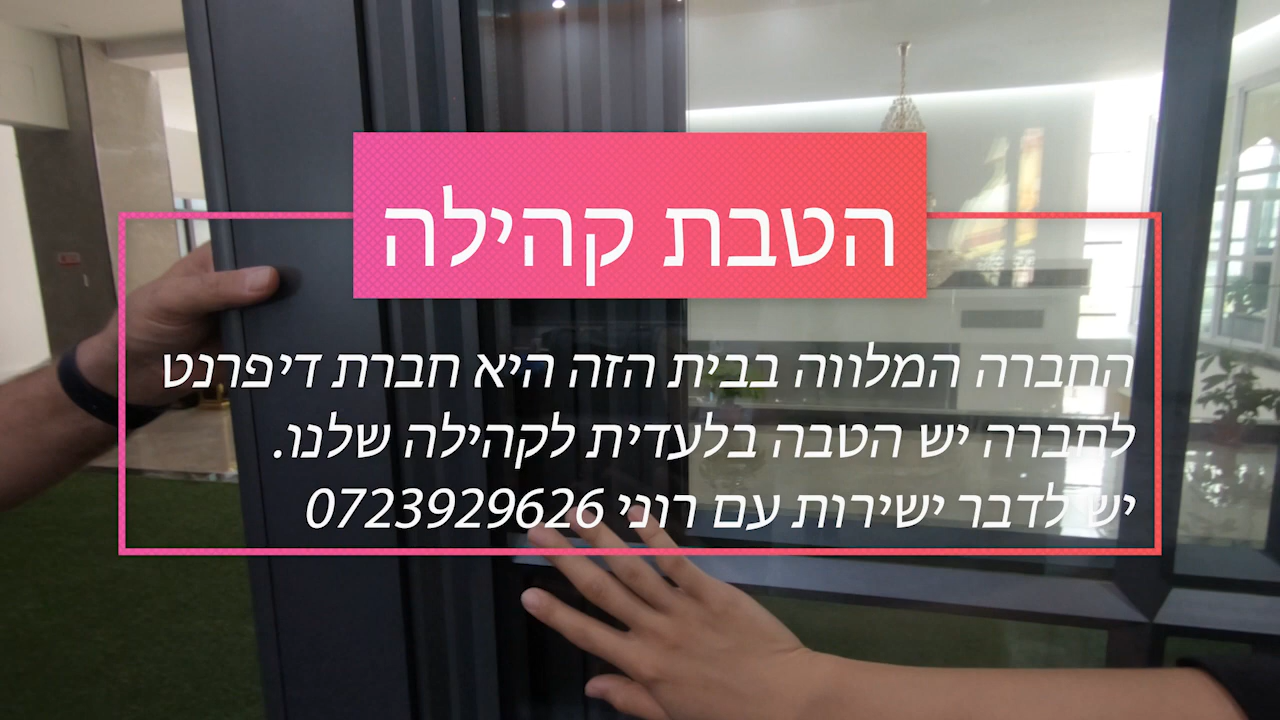 הטבת קהילה
החברה המלווה בבית הזה היא חברת דיפרנט
לחברה יש הטבה בלעדית לקהילה שלנו.
יש לדבר ישירות עם רוני 0723929626